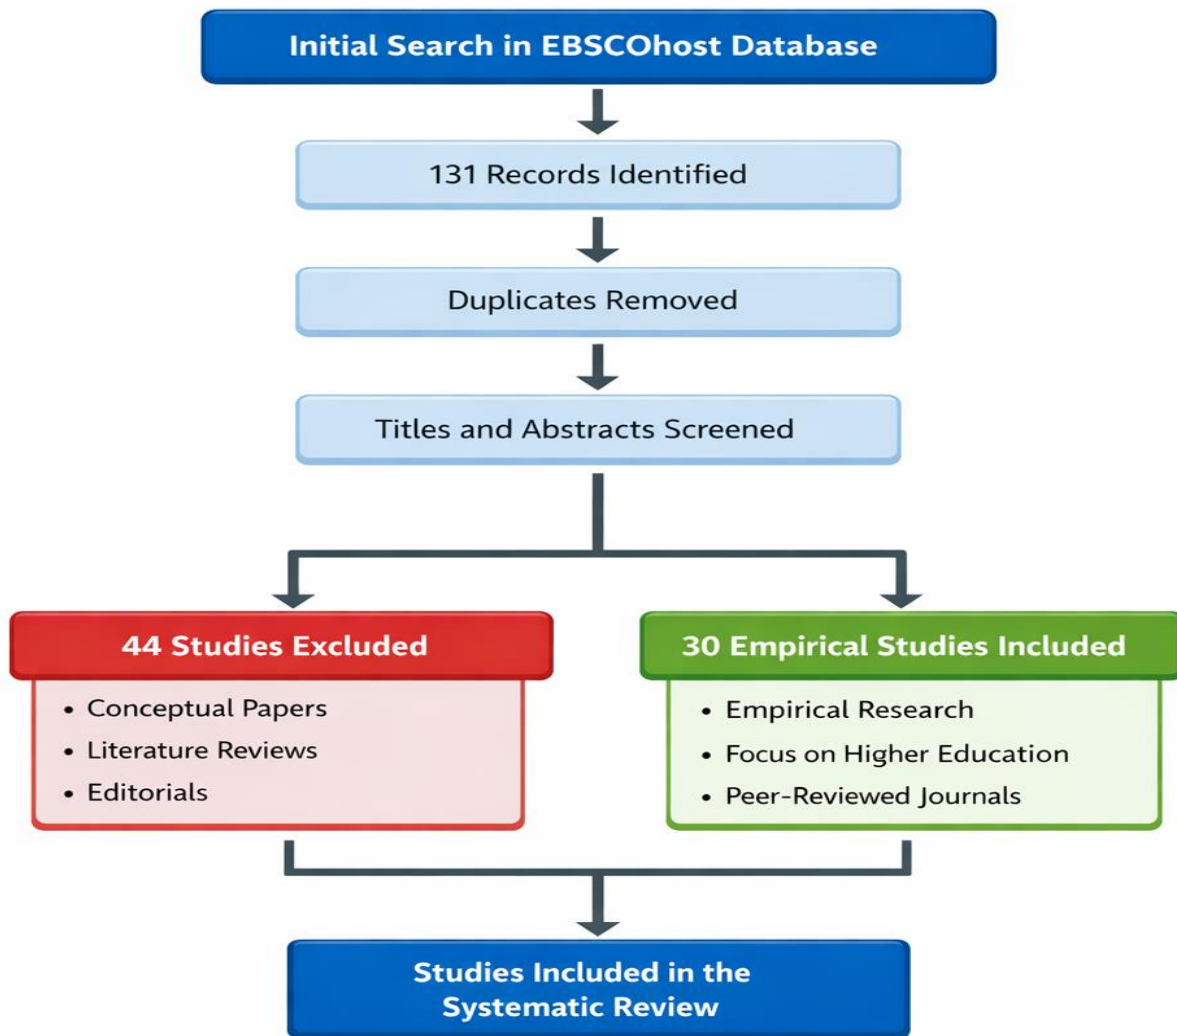 Initial Search in EBSCOhost Database
131 Records Identified
Duplicates Removed
Titles and Abstracts Screened
44 Studies Excluded
• Conceptual Papers
• Literature Reviews
• Editorials
30 Empirical Studies Included
• Empirical Research
• Focus on Higher Education
• Peer-Reviewed Journals
Studies Included in the
Systematic Review